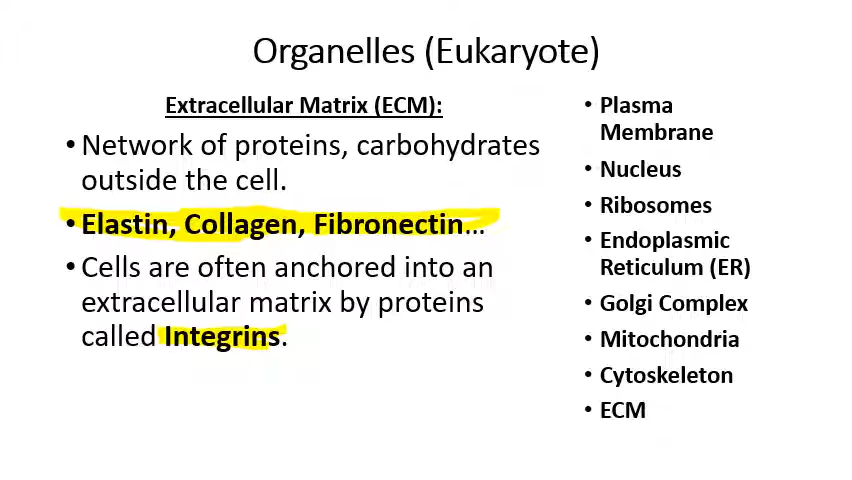 Organelles (Eukaryote)
Extracellular Matrix (ECM):
• Network of proteins, carbohydrates
outside the cell.
• Elastin, Collagen, Fibronectin…
• Cells are often anchored into an
extracellular matrix by proteins
called Integrins.
• Plasma
Membrane
• Nucleus
• Ribosomes
• Endoplasmic
Reticulum (ER)
• Golgi Complex
• Mitochondria
• Cytoskeleton
• ECM